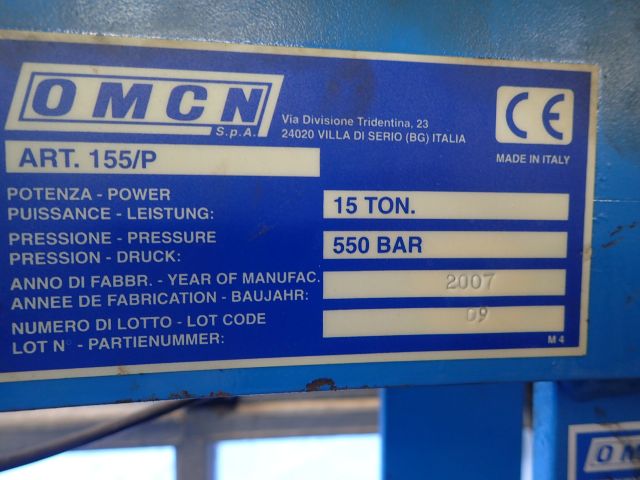 OMCN
S.p.A.
Via Divisione Tridentina, 23
24020 VILLA DI SERIO (BG) ITALIA
CE
MADE IN ITALY
ART. 155/P
POTENZA - POWER
PUISSANCE - LEISTUNG:
15 TON.
PRESSIONE - PRESSURE
PRESSION - DRUCK:
550 BAR
ANNO DI FABBR. - YEAR OF MANUFAC.
ANNEE DE FABRICATION - BAUJAHR:
2007
NUMERO DI LOTTO - LOT CODE
LOT N° - PARTIENUMMER:
09
M 4
OM